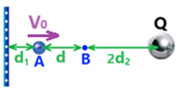 V₀ Q
d₁ A d B 2d₂